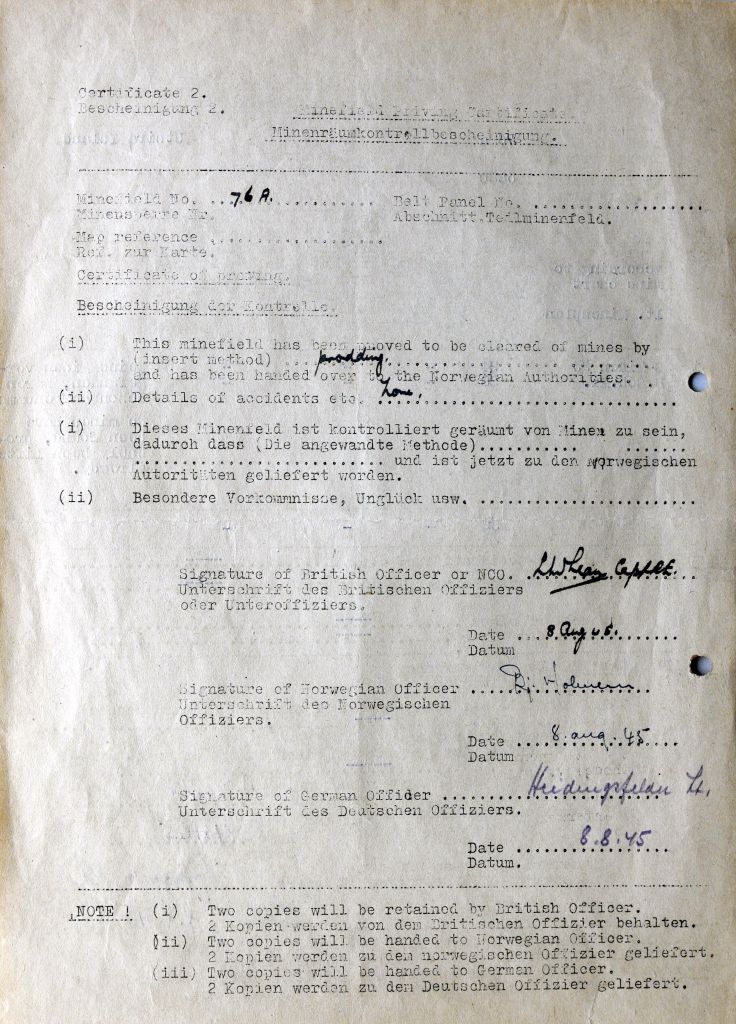 Certificate 2.
Bescheinigung 2.
Minefield Proving Certificate.
Minenräumkontrollbescheinigung.
Minefield No. ...76A............. Belt Panel No. ....................
Minensperre Nr. Abschnitt.Teilminenfeld.
Map reference ......................
Ref. zur Karte.
Certificate of proving.
Bescheinigung der Kontrolle.
(i) This minefield has been proved to be cleared of mines by
(insert method) ...prodding..................
and has been handed over to the Norwegian Authorities.
(ii) Details of accidents etc. ..............................
(i) Dieses Minenfeld ist kontrolliert geräumt von Minen zu sein,
dadurch dass (Die angewandte Methode)........... .......
............................ und ist jetzt zu den Norwegischen
Autoritäten geliefert worden.
(ii) Besondere Vorkommnisse, Unglück usw. ........................
Signature of British Officer or NCO. Capt RE.
Unterschrift des Britischen Offiziers
oder Unteroffiziers.
Date ...8 Aug 45.........
Datum
Signature of Norwegian Officer ....................
Unterschrift des Norwegischen
Offiziers.
Date ....8. aug. 45....
Datum
Signature of German Offider .......... Lt.
Unterschrift des Deutschen Offiziers.
Date .......8.8.45.....
Datum.
NOTE ! (i) Two copies will be retained by British Officer.
2 Kopien werden von dem Britischen Offizier behalten.
(ii) Two copies will be handed to Norwegian Officer.
2 Kopien werden zu dem norwegischen Offizier geliefert.
(iii) Two copies will be handed to German Officer.
2 Kopien werden zu dem Deutschen Offizier geliefert.